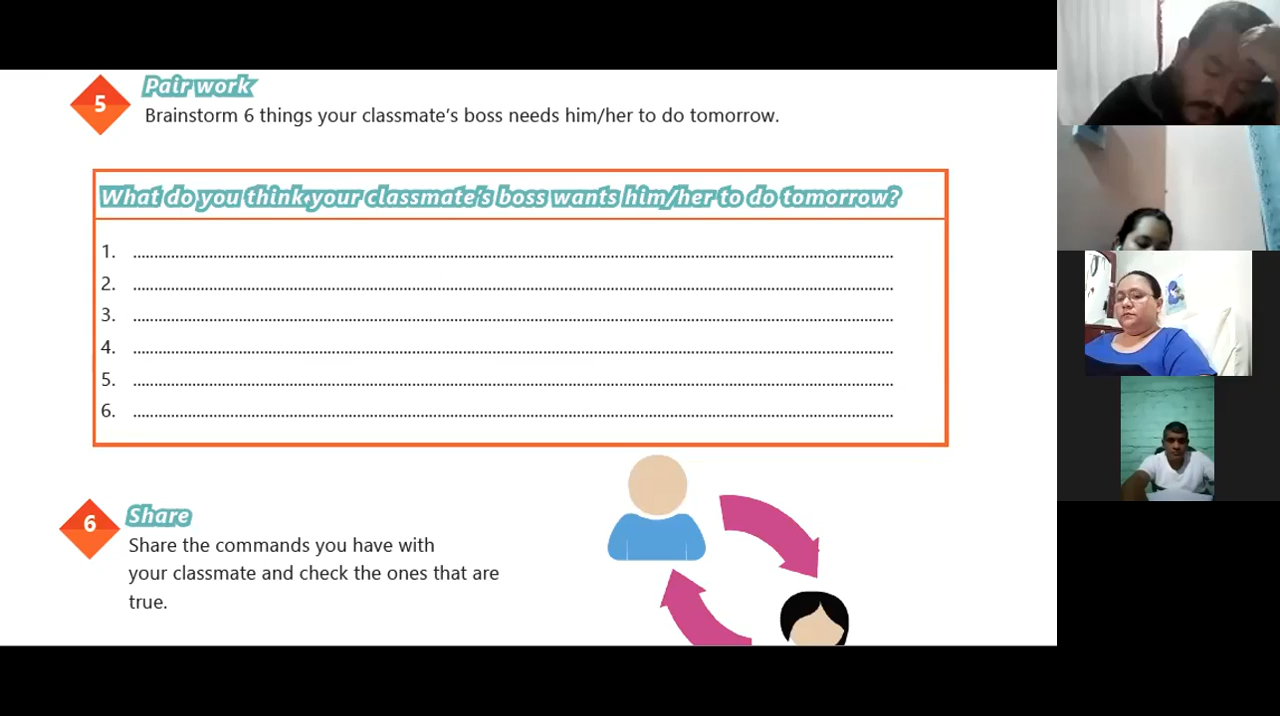 5
Pair work
Brainstorm 6 things your classmate's boss needs him/her to do tomorrow.
What do you think your classmate's boss wants him/her to do tomorrow?
1. ................................................................
2. ................................................................
3. ................................................................
4. ................................................................
5. ................................................................
6. ................................................................
6
Share
Share the commands you have with
your classmate and check the ones that are
true.